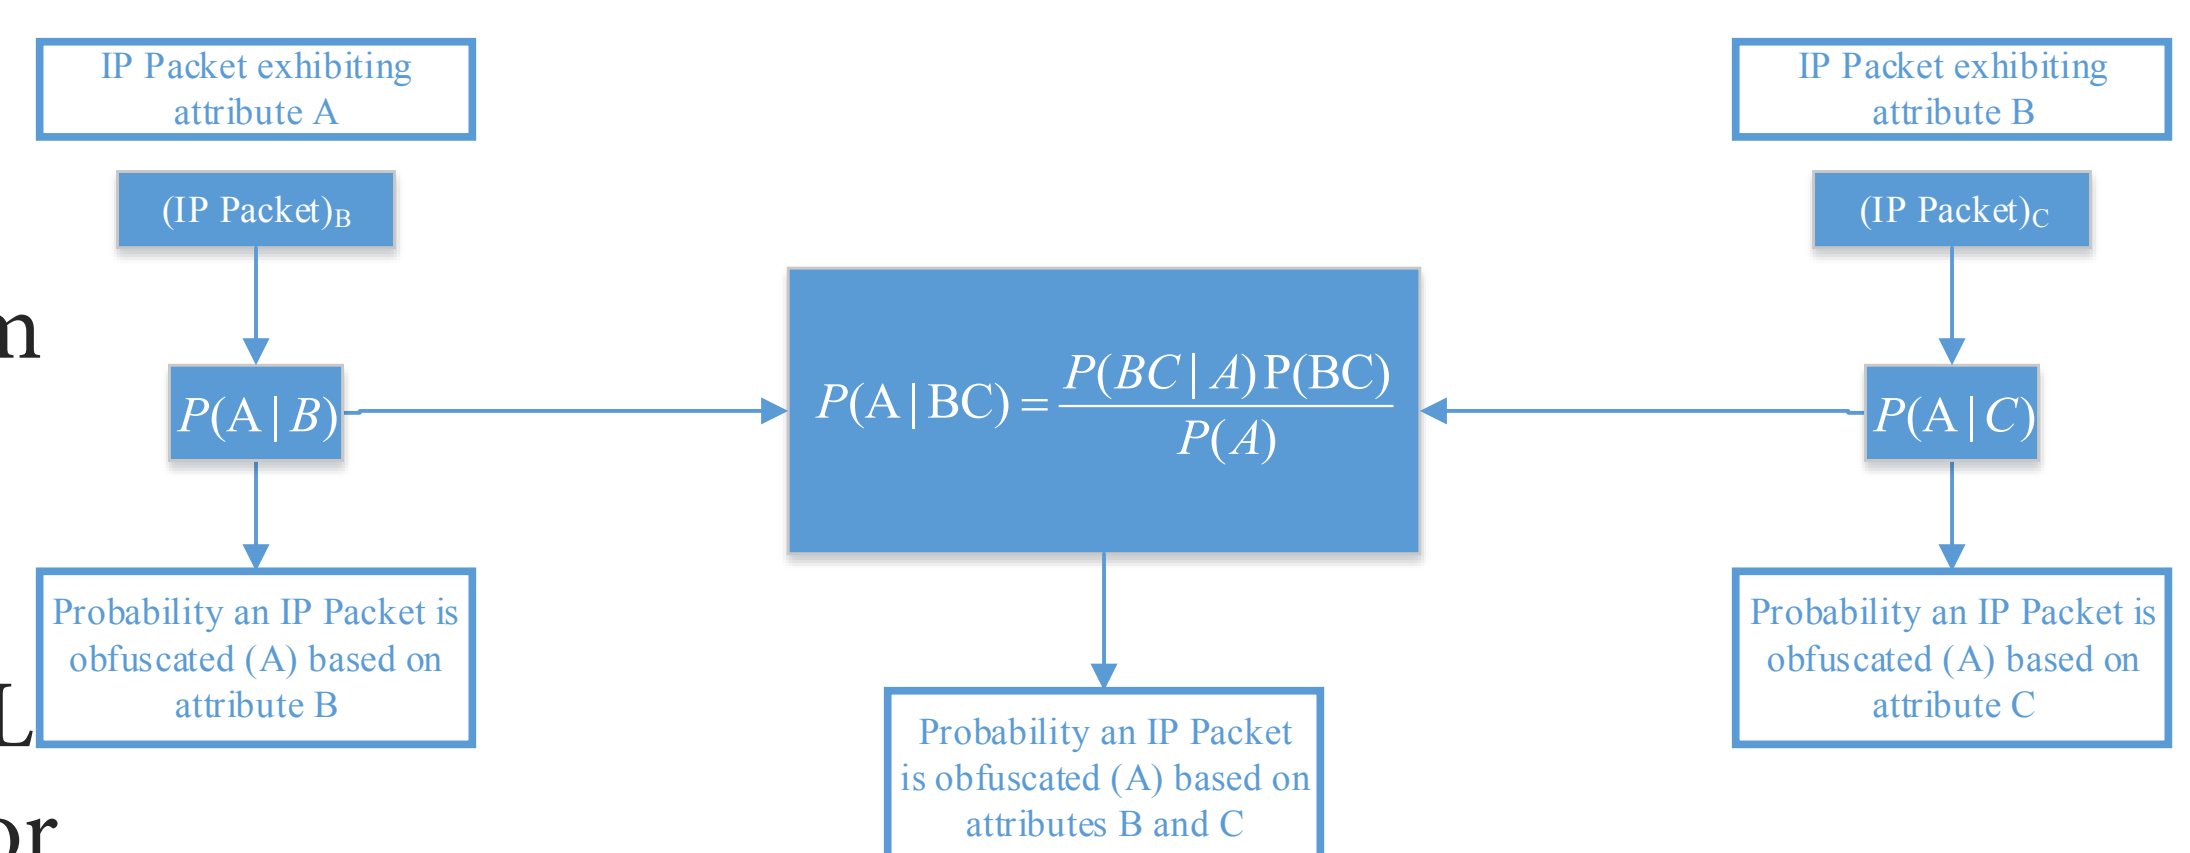 IP Packet exhibiting
attribute A
IP Packet exhibiting
attribute B
(IP Packet)B
(IP Packet)C
m
P(A | B)
P(A | BC) = P(BC | A) P(BC) / P(A)
P(A | C)
Probability an IP Packet is
obfuscated (A) based on
attribute B
Probability an IP Packet is
obfuscated (A) based on
attribute C
L
or
Probability an IP Packet
is obfuscated (A) based on
attributes B and C